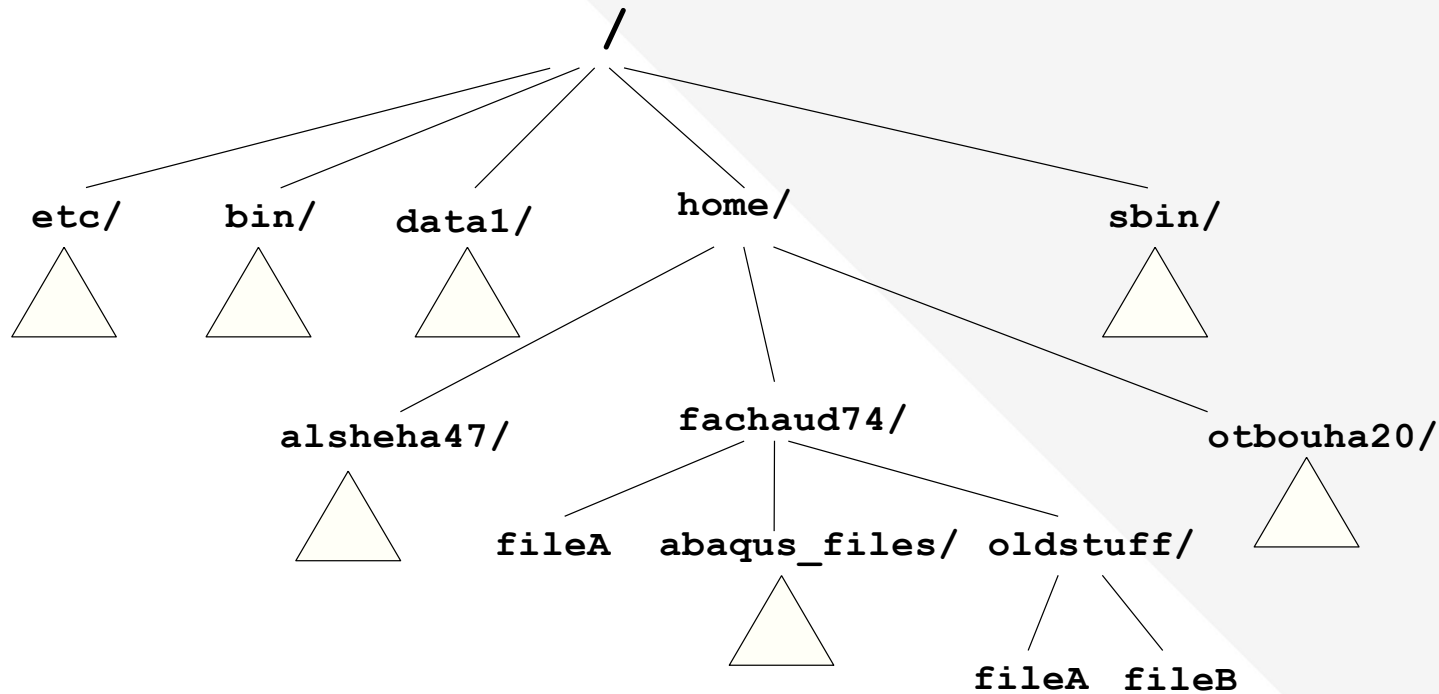 /
etc/ bin/ data1/ home/ sbin/
alsheha47/ fachaud74/ otbouha20/
fileA abaqus_files/ oldstuff/
fileA fileB